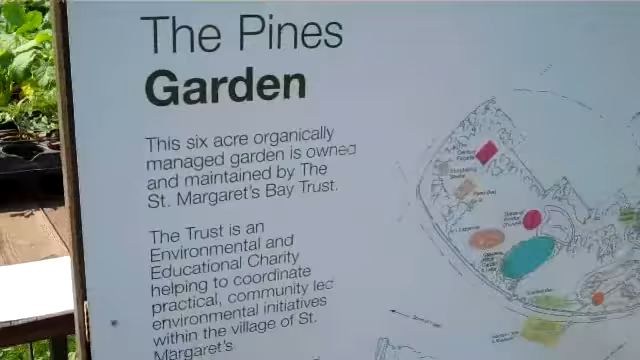 The Pines
Garden
This six acre organically
managed garden is owned
and maintained by The
St. Margaret's Bay Trust.
The Trust is an
Environmental and
Educational Charity
helping to coordinate
practical, community led
environmental initiatives
within the village of St.
Margaret's